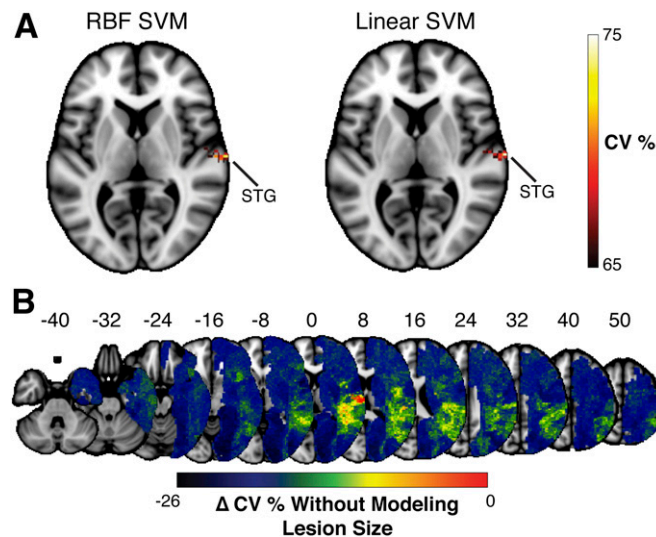 A
RBF SVM
Linear SVM
75
CV %
STG
STG
65
B
-40 -32 -24 -16 -8 0 8 16 24 32 40 50
-26
0
Δ CV % Without Modeling
Lesion Size